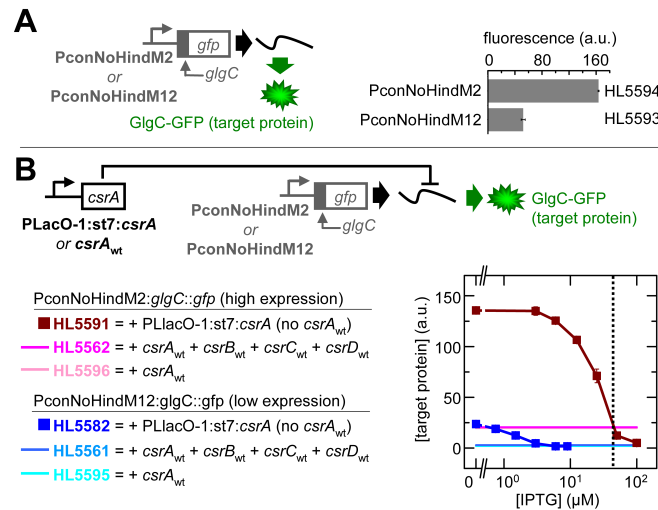 A
gfp
PconNoHindM2
or
PconNoHindM12
glgC
GlgC-GFP (target protein)
fluorescence (a.u.)
0 80 160
PconNoHindM2 HL5594
PconNoHindM12 HL5593
B
csrA
PLacO-1:st7:csrA
or csrAwt
gfp
PconNoHindM2
or
PconNoHindM12
glgC
GlgC-GFP
(target protein)
PconNoHindM2:glgC::gfp (high expression)
HL5591 = + PLlacO-1:st7:csrA (no csrAwt)
HL5562 = + csrAwt + csrBwt + csrCwt + csrDwt
HL5596 = + csrAwt
PconNoHindM12:glgC::gfp (low expression)
HL5582 = + PLlacO-1:st7:csrA (no csrAwt)
HL5561 = + csrAwt + csrBwt + csrCwt + csrDwt
HL5595 = + csrAwt
[target protein] (a.u.)
150
100
50
0
0 10⁰ 10¹ 10²
[IPTG] (µM)